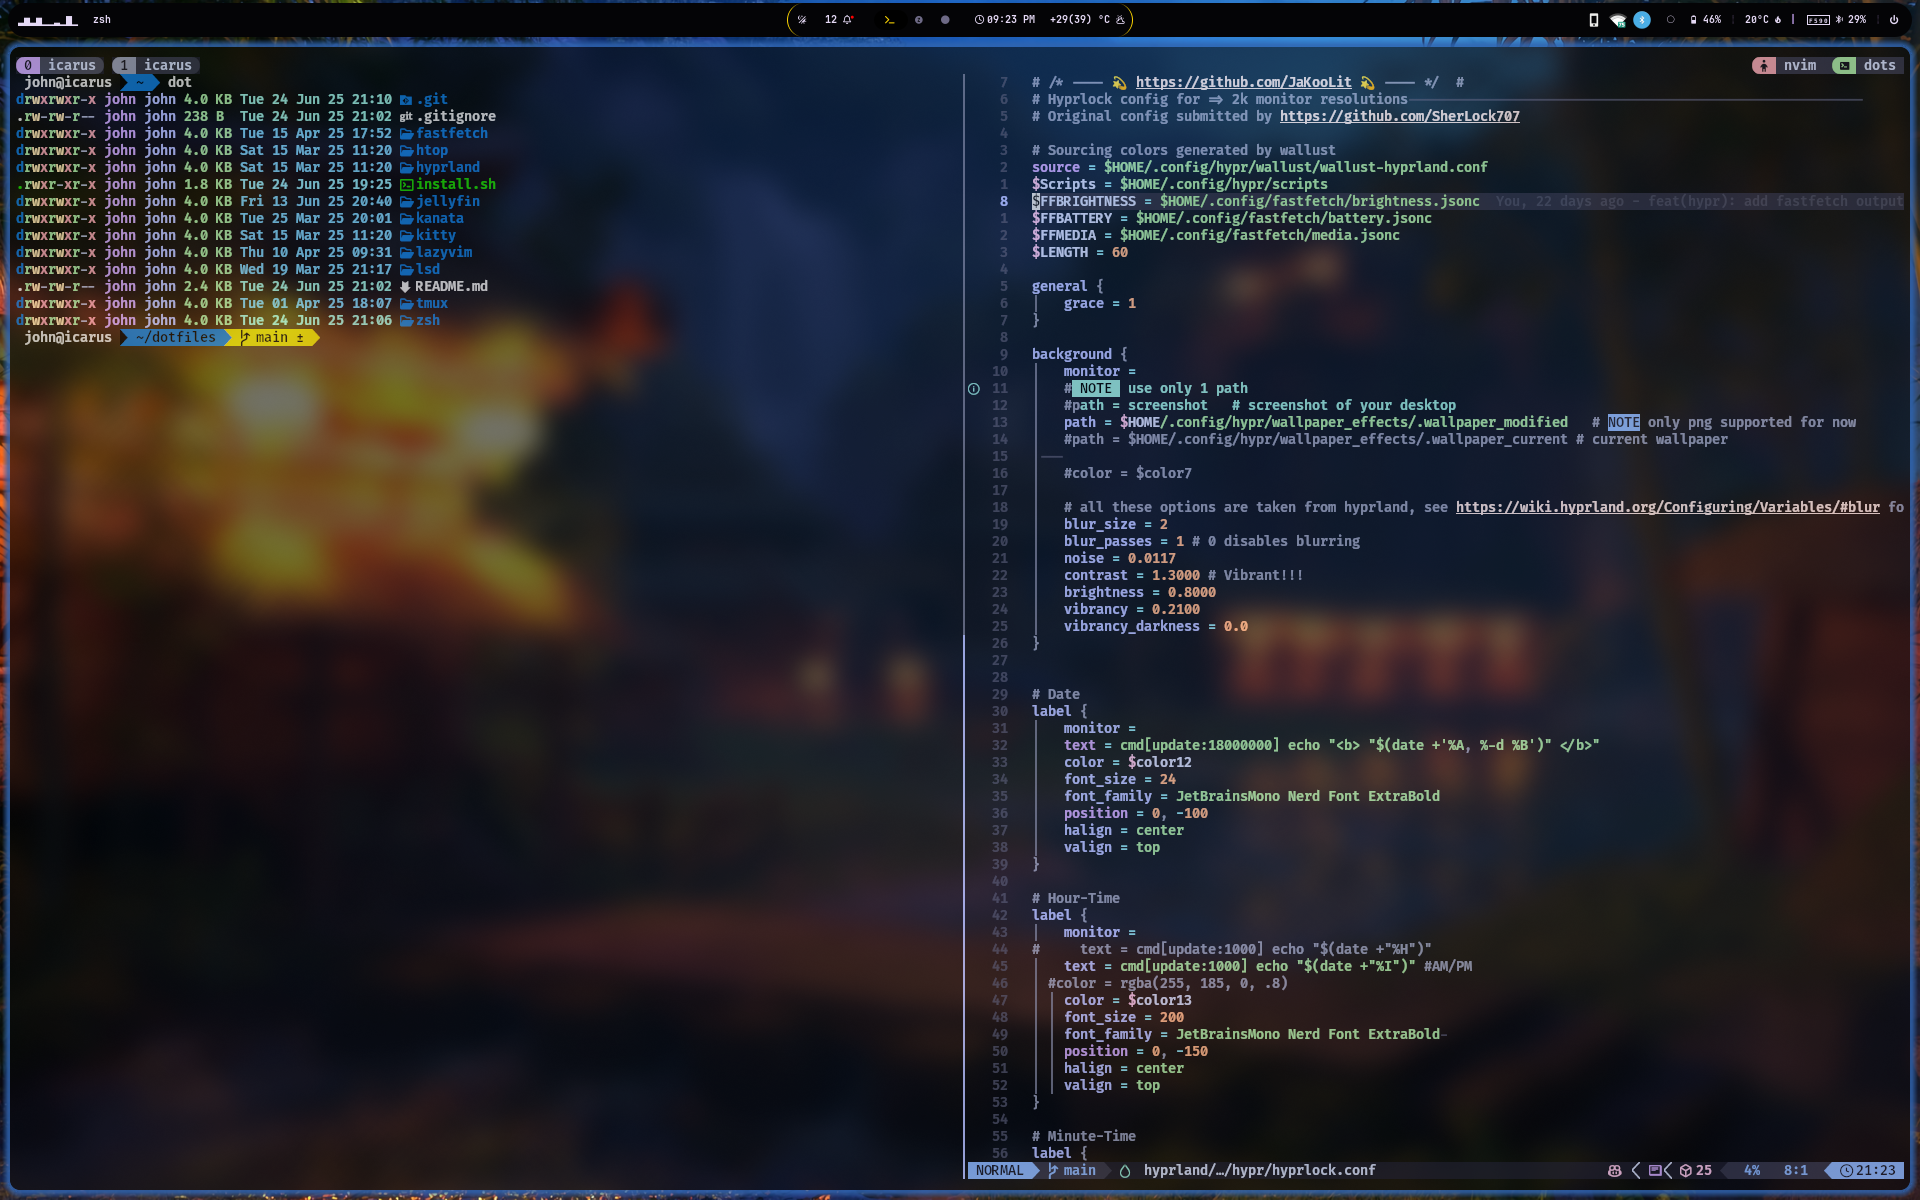 zsh
12
09:23 PM
+29(39) °C
46%
20°C
29%
0 icarus 1 icarus
nvim dots
john@icarus ~ dot
drwxrwxr-x john john 4.0 KB Tue 24 Jun 25 21:10 .git
.rw-rw-r-- john john 238 B Tue 24 Jun 25 21:02 .gitignore
drwxrwxr-x john john 4.0 KB Tue 15 Apr 25 17:52 fastfetch
drwxrwxr-x john john 4.0 KB Sat 15 Mar 25 11:20 htop
drwxrwxr-x john john 4.0 KB Sat 15 Mar 25 11:20 hyprland
.rwxr-xr-x john john 1.8 KB Tue 24 Jun 25 19:25 install.sh
drwxrwxr-x john john 4.0 KB Fri 13 Jun 25 20:40 jellyfin
drwxrwxr-x john john 4.0 KB Tue 25 Mar 25 20:01 kanata
drwxrwxr-x john john 4.0 KB Sat 15 Mar 25 11:20 kitty
drwxrwxr-x john john 4.0 KB Thu 10 Apr 25 09:31 lazyvim
drwxrwxr-x john john 4.0 KB Wed 19 Mar 25 21:17 lsd
.rw-rw-r-- john john 2.4 KB Tue 24 Jun 25 21:02 README.md
drwxrwxr-x john john 4.0 KB Tue 01 Apr 25 18:07 tmux
drwxrwxr-x john john 4.0 KB Tue 24 Jun 25 21:06 zsh
john@icarus ~/dotfiles main ±
7 # /* ―― 💫 https://github.com/JaKooLit 💫 ―― */ #
6 # Hyprlock config for => 2k monitor resolutions
5 # Original config submitted by https://github.com/SherLock707
4
3 # Sourcing colors generated by wallust
2 source = $HOME/.config/hypr/wallust/wallust-hyprland.conf
1 $Scripts = $HOME/.config/hypr/scripts
8 $FFBRIGHTNESS = $HOME/.config/fastfetch/brightness.jsonc You, 22 days ago - feat(hypr): add fastfetch output
1 $FFBATTERY = $HOME/.config/fastfetch/battery.jsonc
2 $FFMEDIA = $HOME/.config/fastfetch/media.jsonc
3 $LENGTH = 60
4
5 general {
6 grace = 1
7 }
8
9 background {
10 monitor =
11 # NOTE use only 1 path
12 #path = screenshot # screenshot of your desktop
13 path = $HOME/.config/hypr/wallpaper_effects/.wallpaper_modified # NOTE only png supported for now
14 #path = $HOME/.config/hypr/wallpaper_effects/.wallpaper_current # current wallpaper
15
16 #color = $color7
17
18 # all these options are taken from hyprland, see https://wiki.hyprland.org/Configuring/Variables/#blur fo
19 blur_size = 2
20 blur_passes = 1 # 0 disables blurring
21 noise = 0.0117
22 contrast = 1.3000 # Vibrant!!!
23 brightness = 0.8000
24 vibrancy = 0.2100
25 vibrancy_darkness = 0.0
26 }
27
28
29 # Date
30 label {
31 monitor =
32 text = cmd[update:18000000] echo "<b> "$(date +'%A, %-d %B')" </b>"
33 color = $color12
34 font_size = 24
35 font_family = JetBrainsMono Nerd Font ExtraBold
36 position = 0, -100
37 halign = center
38 valign = top
39 }
40
41 # Hour-Time
42 label {
43 monitor =
44 # text = cmd[update:1000] echo "$(date +"%H")"
45 text = cmd[update:1000] echo "$(date +"%I")" #AM/PM
46 #color = rgba(255, 185, 0, .8)
47 color = $color13
48 font_size = 200
49 font_family = JetBrainsMono Nerd Font ExtraBold-
50 position = 0, -150
51 halign = center
52 valign = top
53 }
54
55 # Minute-Time
56 label {
NORMAL main hyprland/…/hypr/hyprlock.conf 25 4% 8:1 21:23